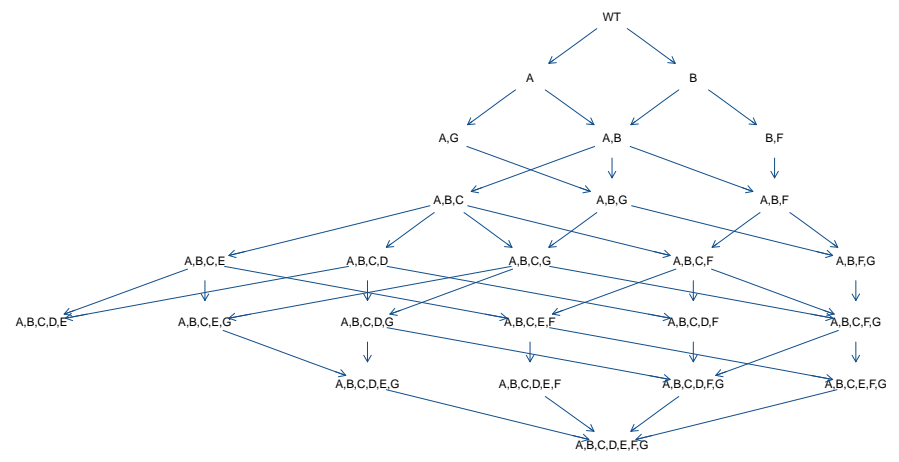 WT
A B
A,G A,B B,F
A,B,C A,B,G A,B,F
A,B,C,E A,B,C,D A,B,C,G A,B,C,F A,B,F,G
A,B,C,D,E A,B,C,E,G A,B,C,D,G A,B,C,E,F A,B,C,D,F A,B,C,F,G
A,B,C,D,E,G A,B,C,D,E,F A,B,C,D,F,G A,B,C,E,F,G
A,B,C,D,E,F,G